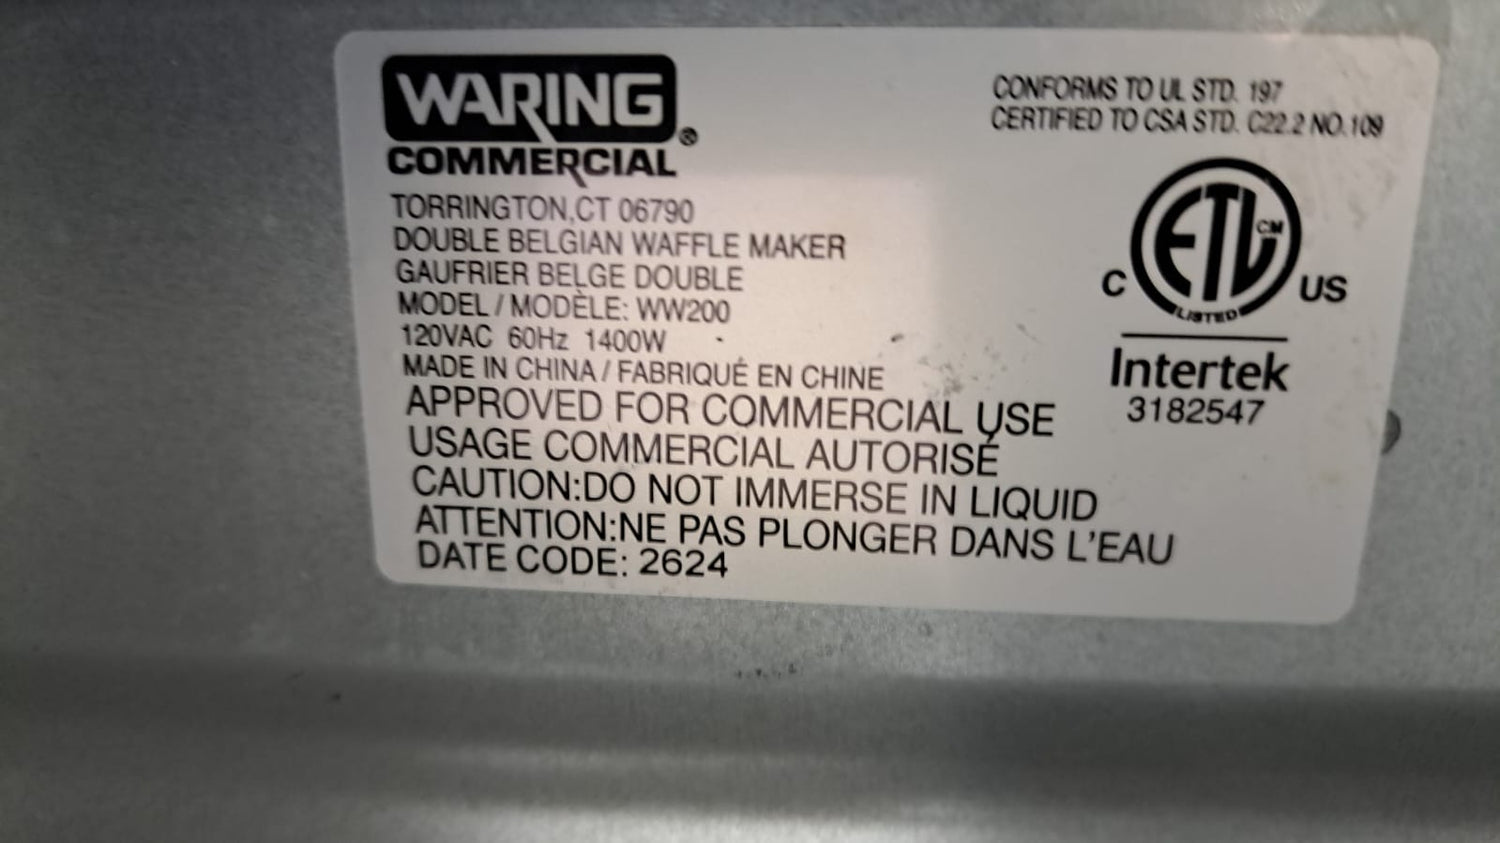 WARING®
COMMERCIAL
TORRINGTON,CT 06790
DOUBLE BELGIAN WAFFLE MAKER
GAUFRIER BELGE DOUBLE
MODEL / MODÈLE: WW200
120VAC 60Hz 1400W
MADE IN CHINA / FABRIQUÉ EN CHINE
APPROVED FOR COMMERCIAL USE
USAGE COMMERCIAL AUTORISÉ
CAUTION:DO NOT IMMERSE IN LIQUID
ATTENTION:NE PAS PLONGER DANS L'EAU
DATE CODE: 2624
CONFORMS TO UL STD. 197
CERTIFIED TO CSA STD. C22.2 NO.109
ETL CM
C US
LISTED
Intertek
3182547